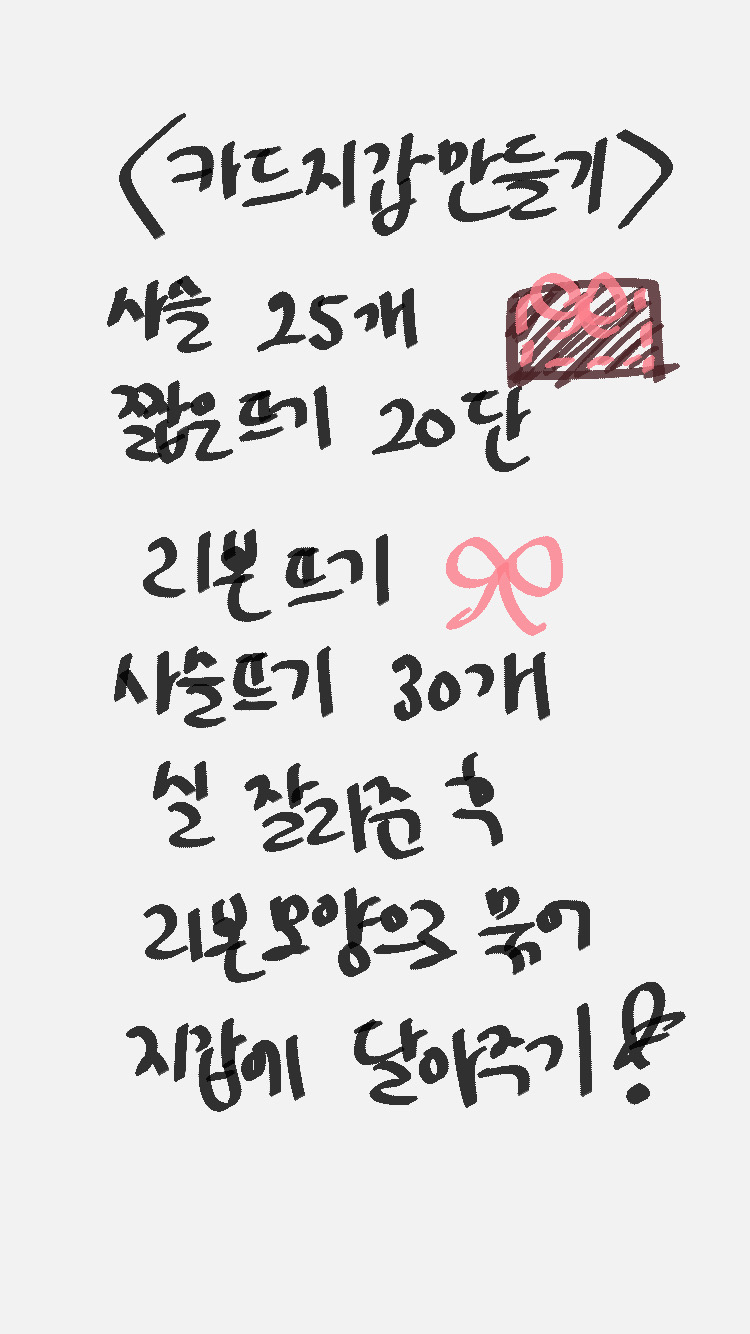 <카드지갑만들기>
사슬 25개
짧은뜨기 20단
리본뜨기
사슬뜨기 30개
실 잘라준 후
리본모양으로 묶어
지갑에 달아주기!